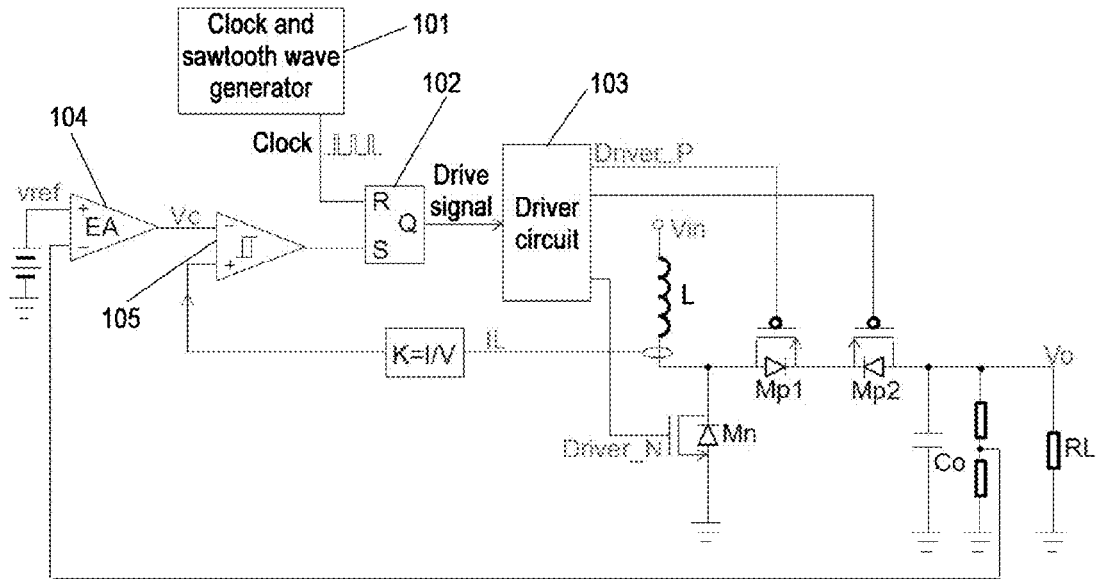 Clock and
sawtooth wave
generator
101
102
103
104
Clock
Driver_P
vref
+
EA
−
Vc
−
+
105
R
Q
S
Drive
signal
Driver
circuit
Vin
L
K=I/V
IL
Mp1
Mp2
Vo
Driver_N
Mn
Co
RL